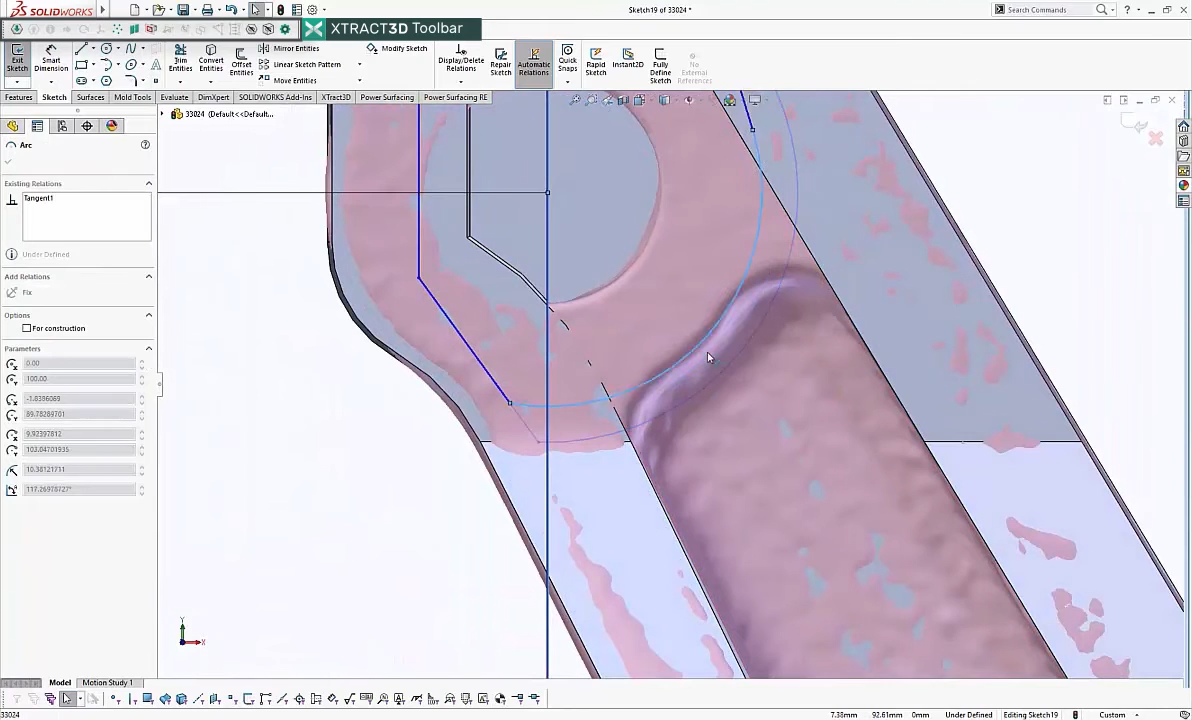 SOLIDWORKS
Sketch19 of 33024 *
Search Commands
XTRACT3D Toolbar
Exit Sketch
Smart Dimension
Trim Entities
Convert Entities
Offset Entities
Mirror Entities
Linear Sketch Pattern
Move Entities
Modify Sketch
Display/Delete Relations
Repair Sketch
Automatic Relations
Quick Snaps
Rapid Sketch
Instant2D
Fully Define Sketch
No External References
Features
Sketch
Surfaces
Mold Tools
Evaluate
DimXpert
SOLIDWORKS Add-Ins
XTract3D
Power Surfacing
Power Surfacing RE
33024 (Default<<Default...
Arc
Existing Relations
Tangent1
Under Defined
Add Relations
Fix
Options
For construction
Parameters
0.00
100.00
-1.8386069
89.78289701
9.92397812
103.04701935
10.38121711
117.26978727°
Y
X
Model
Motion Study 1
33024
7.38mm
92.61mm
0mm
Under Defined
Editing Sketch19
Custom